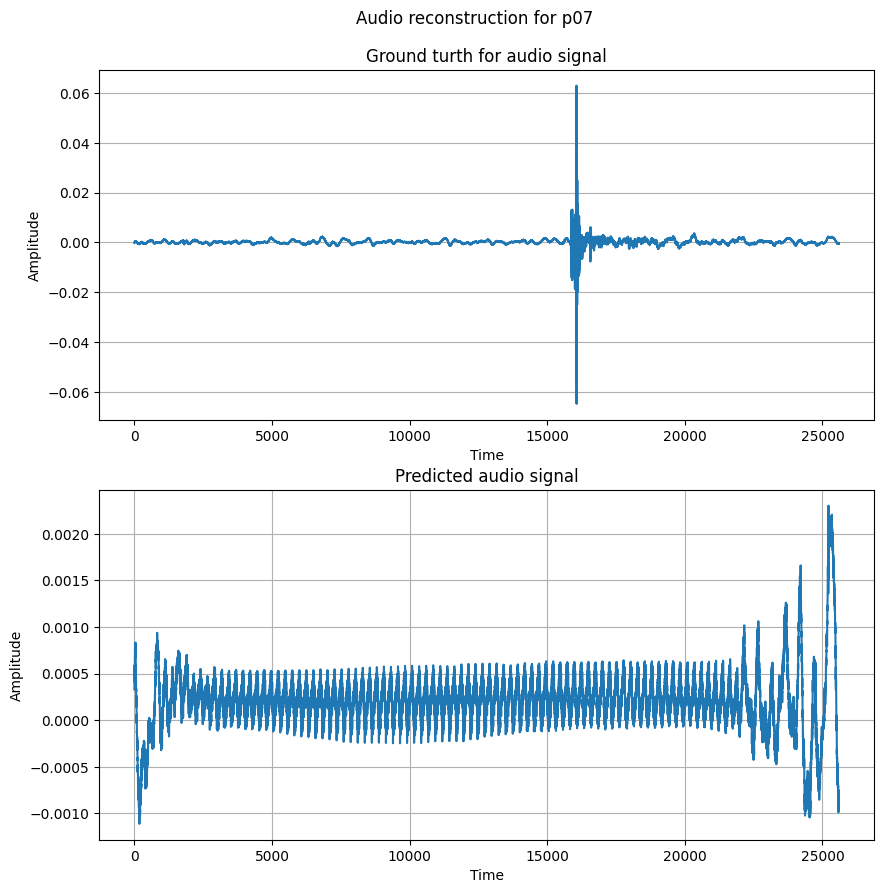 Audio reconstruction for p07
Ground turth for audio signal
0.06
0.04
0.02
0.00
−0.02
−0.04
−0.06
Amplitude
0 5000 10000 15000 20000 25000
Time
Predicted audio signal
0.0020
0.0015
0.0010
0.0005
0.0000
−0.0005
−0.0010
Amplitude
0 5000 10000 15000 20000 25000
Time